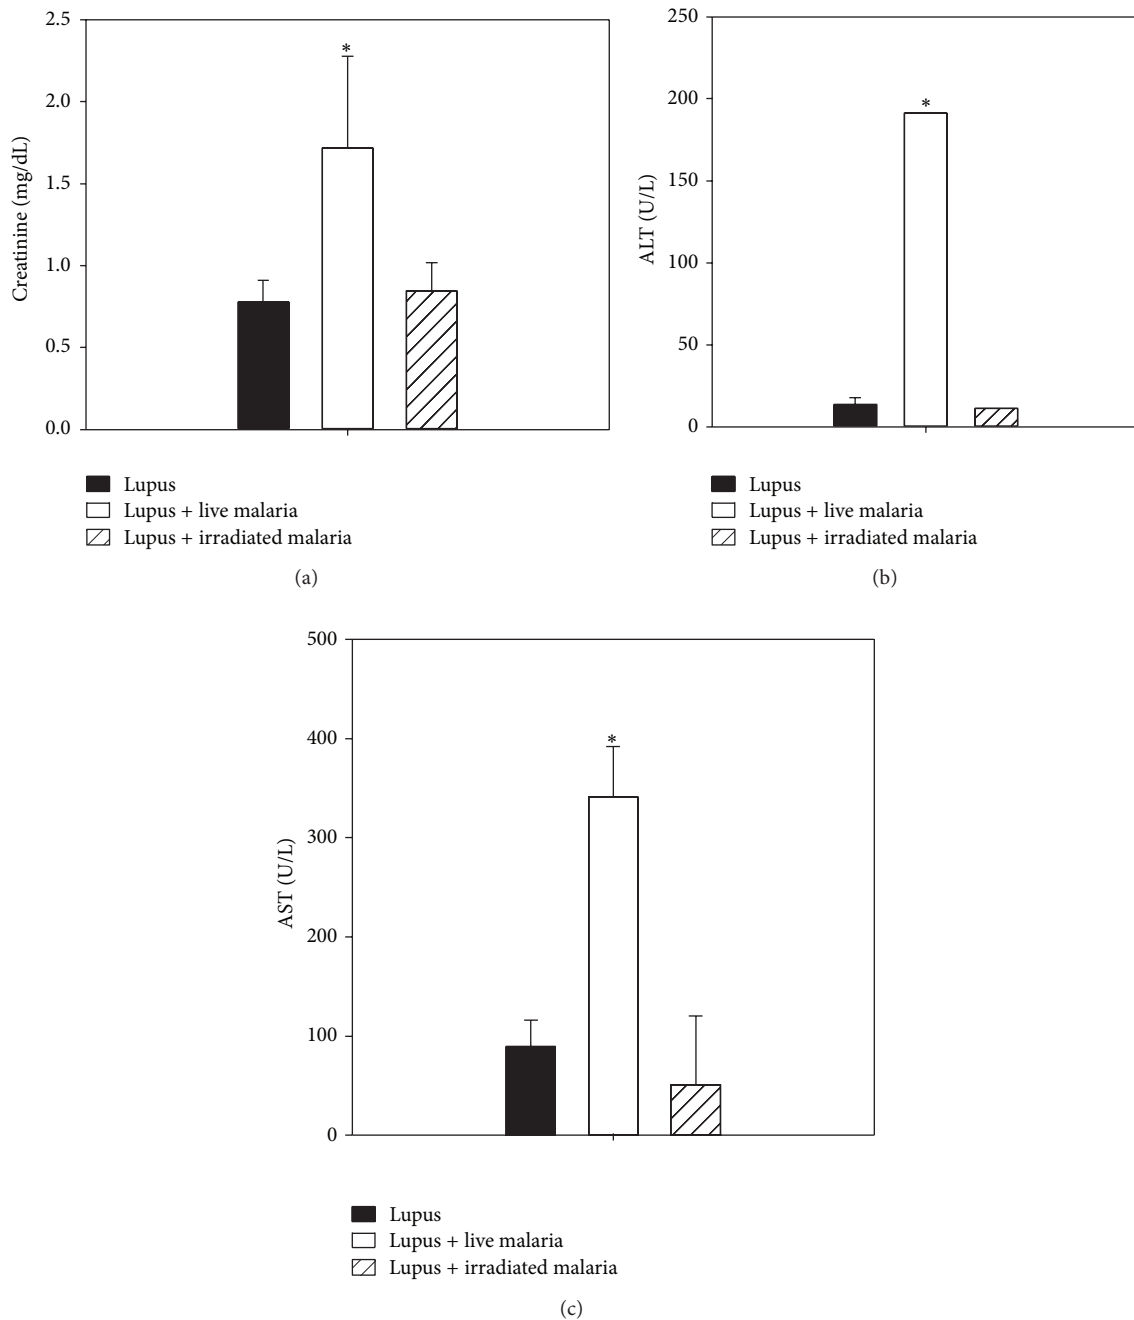 2.5
2.0
1.5
1.0
0.5
0.0
Creatinine (mg/dL)
*
Lupus
Lupus + live malaria
Lupus + irradiated malaria
(a)
250
200
150
100
50
0
ALT (U/L)
*
Lupus
Lupus + live malaria
Lupus + irradiated malaria
(b)
500
400
300
200
100
0
AST (U/L)
*
Lupus
Lupus + live malaria
Lupus + irradiated malaria
(c)